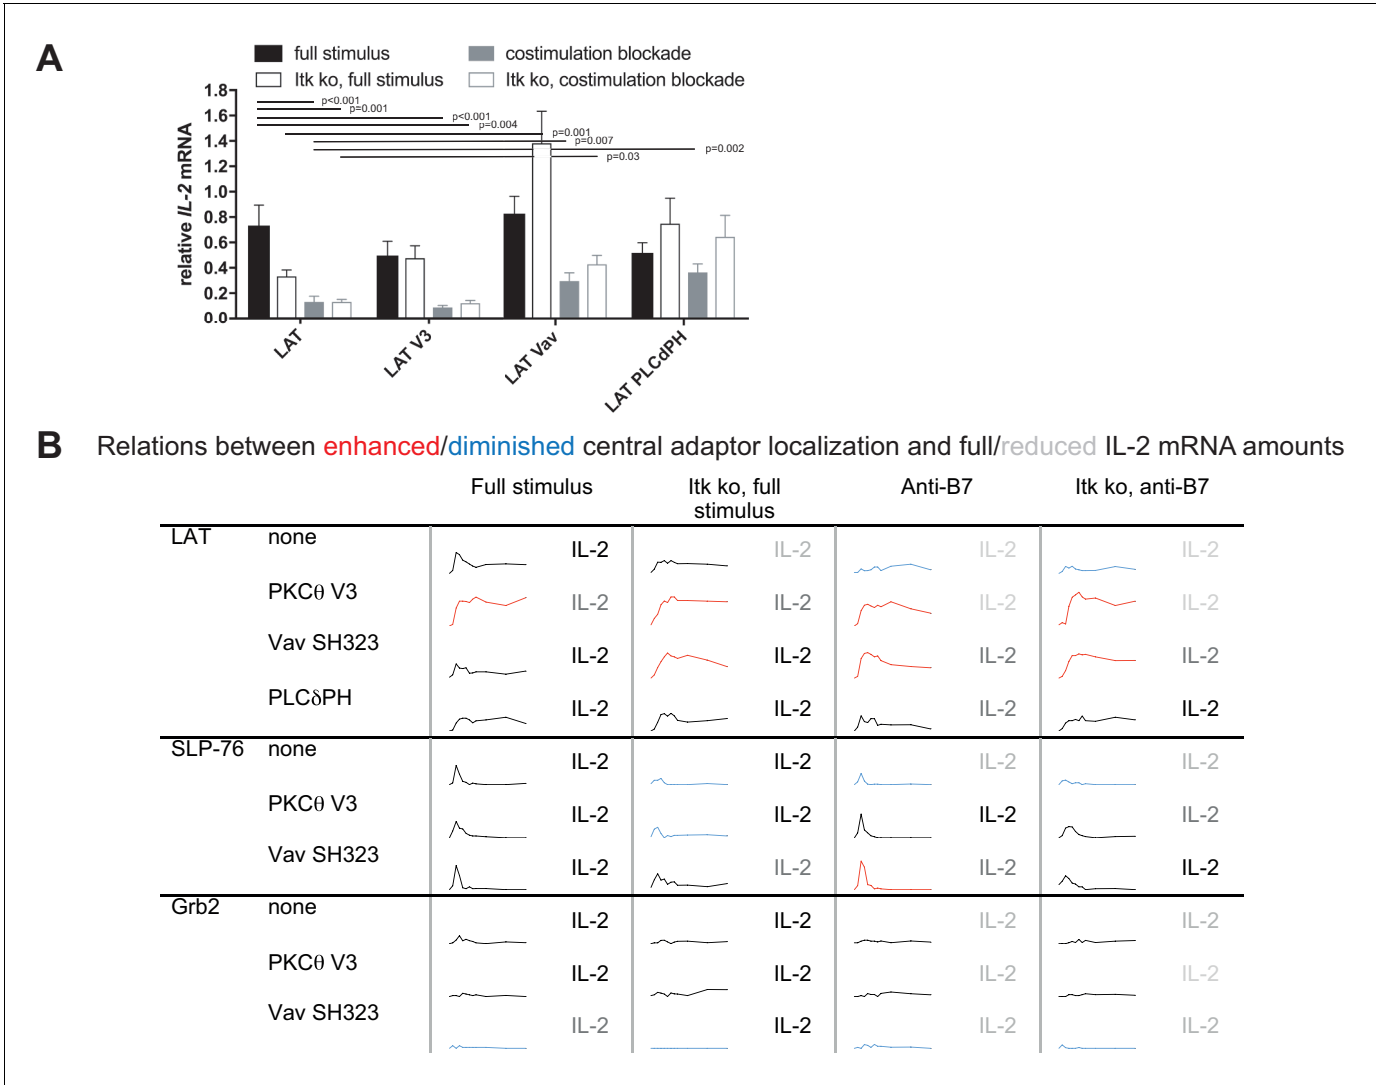 A
full stimulus
costimulation blockade
Itk ko, full stimulus
Itk ko, costimulation blockade
relative IL-2 mRNA
1.8
1.6
1.4
1.2
1.0
0.8
0.6
0.4
0.2
0.0
p<0.001
p=0.001
p<0.001
p=0.004
p=0.001
p=0.007
p=0.002
p=0.03
LAT
LAT V3
LAT Vav
LAT PLCdPH
B Relations between enhanced/diminished central adaptor localization and full/reduced IL-2 mRNA amounts
Full stimulus
Itk ko, full
stimulus
Anti-B7
Itk ko, anti-B7
LAT none
IL-2 IL-2 IL-2 IL-2
PKCθ V3
IL-2 IL-2 IL-2 IL-2
Vav SH323
IL-2 IL-2 IL-2 IL-2
PLCδPH
IL-2 IL-2 IL-2 IL-2
SLP-76 none
IL-2 IL-2 IL-2 IL-2
PKCθ V3
IL-2 IL-2 IL-2 IL-2
Vav SH323
IL-2 IL-2 IL-2 IL-2
Grb2 none
IL-2 IL-2 IL-2 IL-2
PKCθ V3
IL-2 IL-2 IL-2 IL-2
Vav SH323
IL-2 IL-2 IL-2 IL-2